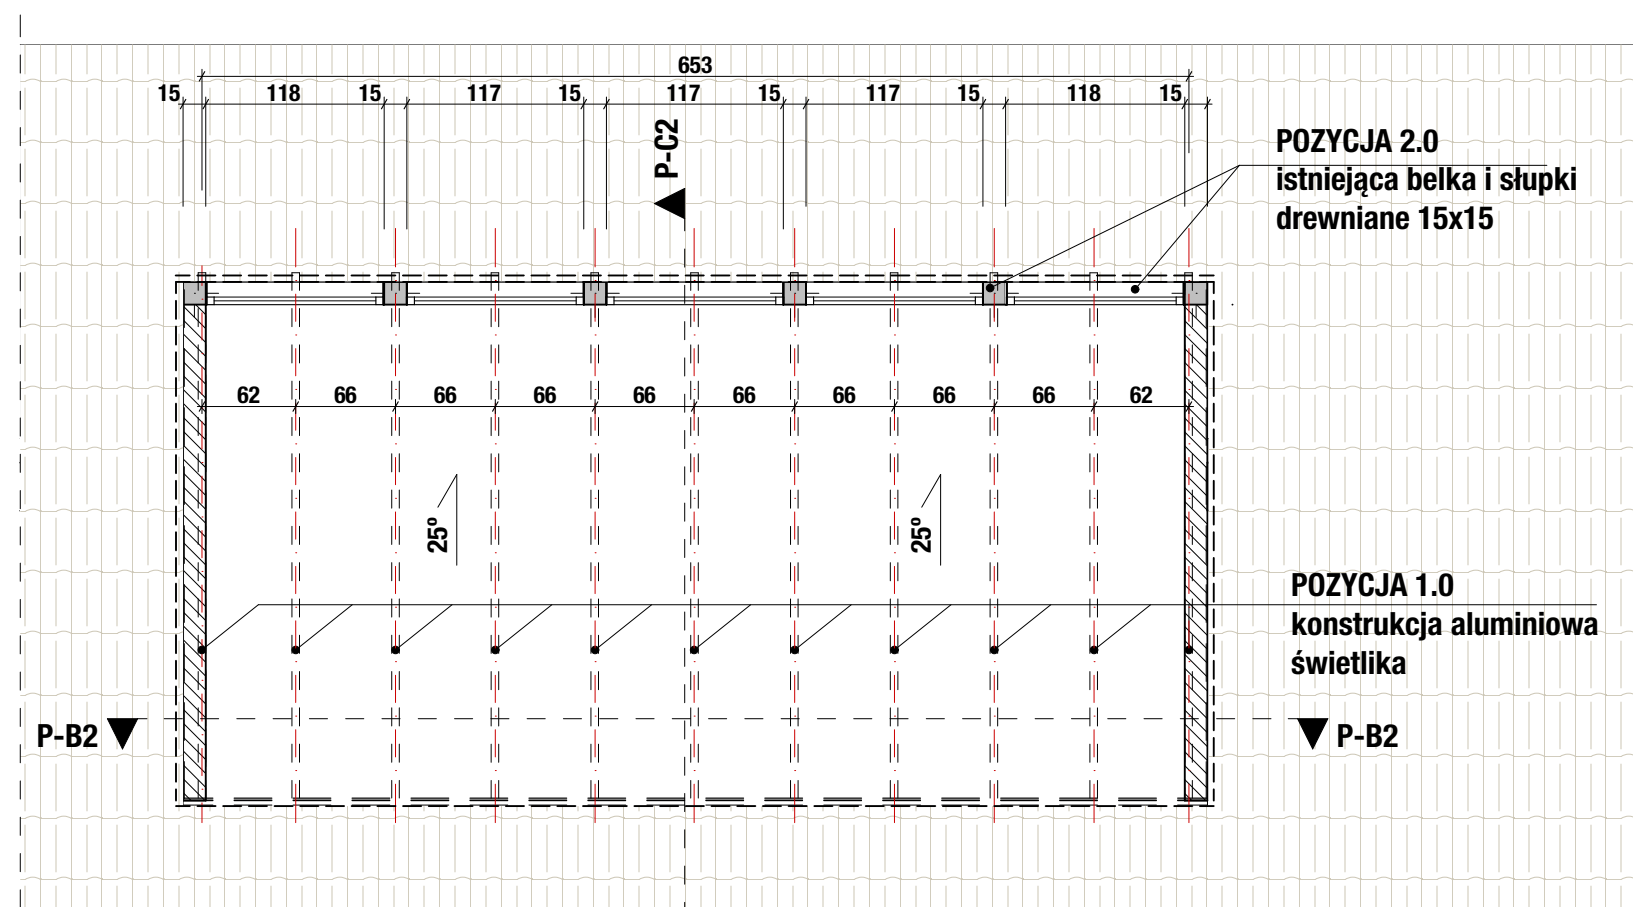 653
15 118 15 117 15 117 15 117 15 118 15
P-C2
POZYCJA 2.0
istniejąca belka i słupki
drewniane 15x15
62 66 66 66 66 66 66 66 66 62
25º 25º
POZYCJA 1.0
konstrukcja aluminiowa
świetlika
P-B2 P-B2